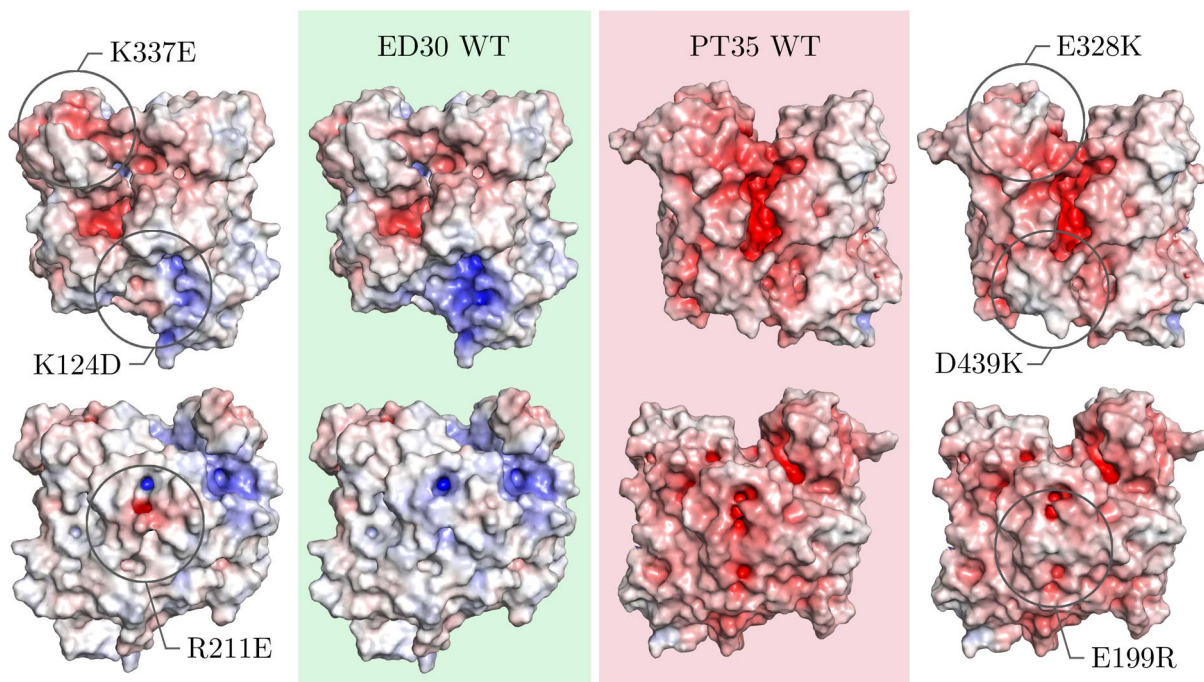 K337E
ED30 WT
PT35 WT
E328K
K124D
D439K
R211E
E199R